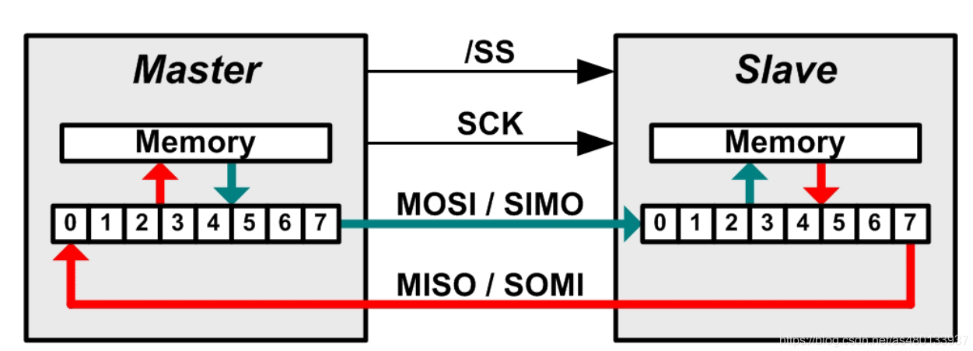 Master
/SS
Slave
SCK
Memory
Memory
MOSI / SIMO
0 1 2 3 4 5 6 7
0 1 2 3 4 5 6 7
MISO / SOMI